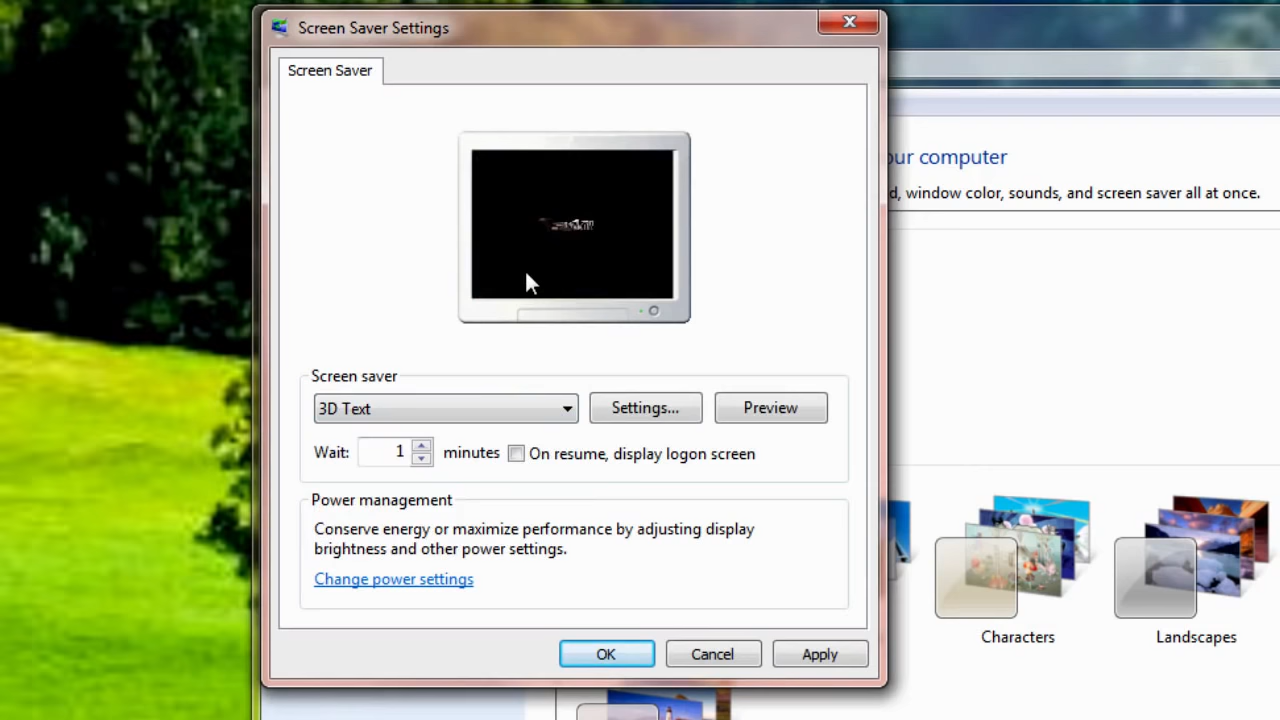 Screen Saver Settings
Screen Saver
our computer
d, window color, sounds, and screen saver all at once.
Screen saver
3D Text
Settings...
Preview
Wait: 1 minutes On resume, display logon screen
Power management
Conserve energy or maximize performance by adjusting display
brightness and other power settings.
Change power settings
Characters
Landscapes
OK
Cancel
Apply